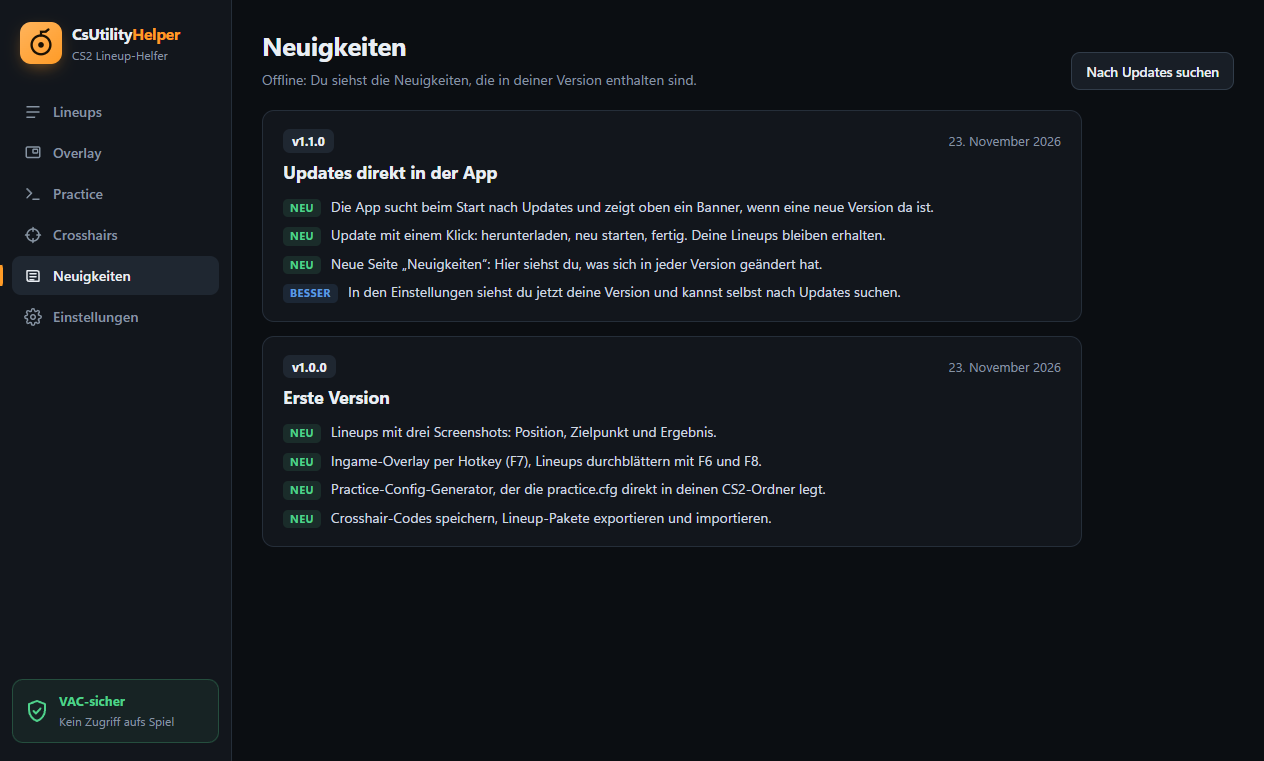 CsUtilityHelper
CS2 Lineup-Helfer
Lineups
Overlay
Practice
Crosshairs
Neuigkeiten
Einstellungen
VAC-sicher
Kein Zugriff aufs Spiel
Neuigkeiten
Offline: Du siehst die Neuigkeiten, die in deiner Version enthalten sind.
Nach Updates suchen
v1.1.0 23. November 2026
Updates direkt in der App
NEU Die App sucht beim Start nach Updates und zeigt oben ein Banner, wenn eine neue Version da ist.
NEU Update mit einem Klick: herunterladen, neu starten, fertig. Deine Lineups bleiben erhalten.
NEU Neue Seite „Neuigkeiten“: Hier siehst du, was sich in jeder Version geändert hat.
BESSER In den Einstellungen siehst du jetzt deine Version und kannst selbst nach Updates suchen.
v1.0.0 23. November 2026
Erste Version
NEU Lineups mit drei Screenshots: Position, Zielpunkt und Ergebnis.
NEU Ingame-Overlay per Hotkey (F7), Lineups durchblättern mit F6 und F8.
NEU Practice-Config-Generator, der die practice.cfg direkt in deinen CS2-Ordner legt.
NEU Crosshair-Codes speichern, Lineup-Pakete exportieren und importieren.